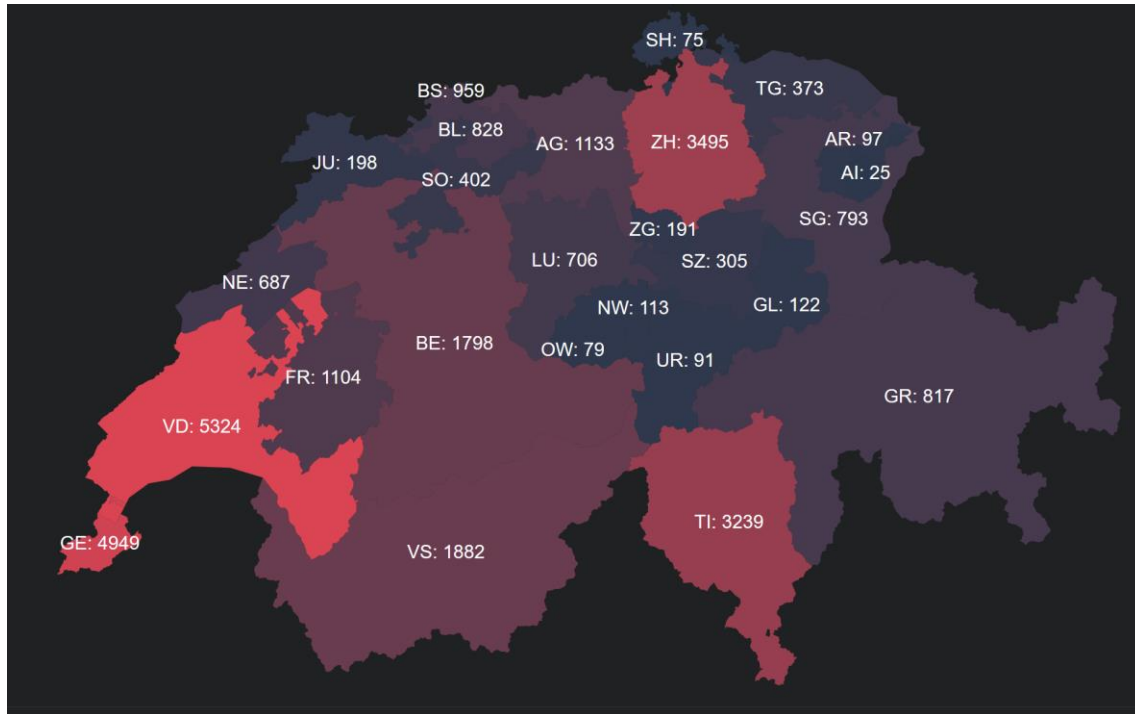 SH: 75
BS: 959
TG: 373
BL: 828
AG: 1133
ZH: 3495
AR: 97
JU: 198
SO: 402
AI: 25
SG: 793
ZG: 191
LU: 706
SZ: 305
NE: 687
NW: 113
GL: 122
BE: 1798
OW: 79
UR: 91
FR: 1104
GR: 817
VD: 5324
TI: 3239
GE: 4949
VS: 1882